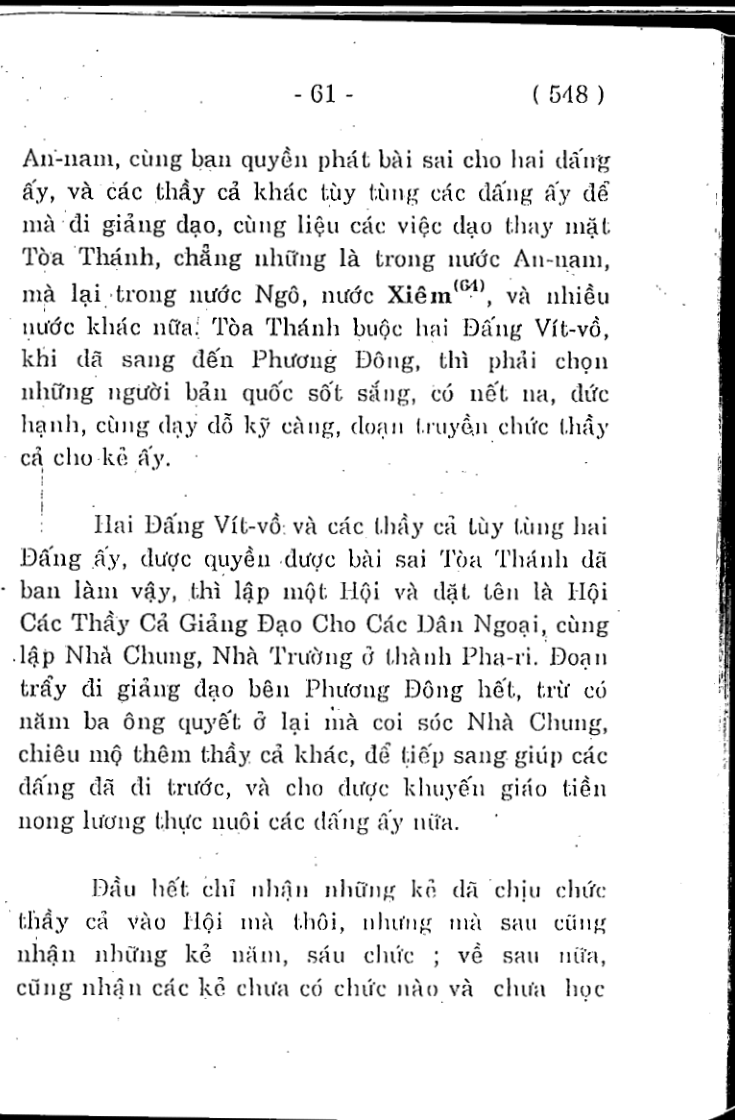 - 61 - ( 548 )
An-nam, cùng ban quyền phát bài sai cho hai đấng
ấy, và các thầy cả khác tùy tùng các đấng ấy để
mà đi giảng đạo, cùng liệu các việc đạo thay mặt
Tòa Thánh, chẳng những là trong nước An-nam,
mà lại trong nước Ngô, nước Xiêm(64), và nhiều
nước khác nữa. Tòa Thánh buộc hai Đấng Vít-vồ,
khi đã sang đến Phương Đông, thì phải chọn
những người bản quốc sốt sắng, có nết na, đức
hạnh, cùng dạy dỗ kỹ càng, đoạn truyền chức thầy
cả cho kẻ ấy.
Hai Đấng Vít-vồ và các thầy cả tùy tùng hai
Đấng ấy, được quyền được bài sai Tòa Thánh đã
ban làm vậy, thì lập một Hội và đặt tên là Hội
Các Thầy Cả Giảng Đạo Cho Các Dân Ngoại, cùng
lập Nhà Chung, Nhà Trường ở thành Pha-ri. Đoạn
trẩy đi giảng đạo bên Phương Đông hết, trừ có
năm ba ông quyết ở lại mà coi sóc Nhà Chung,
chiêu mộ thêm thầy cả khác, để tiếp sang giúp các
đấng đã đi trước, và cho được khuyến giáo tiền
nong lương thực nuôi các đấng ấy nữa.
Đầu hết chỉ nhận những kẻ đã chịu chức
thầy cả vào Hội mà thôi, nhưng mà sau cũng
nhận những kẻ năm, sáu chức ; về sau nữa,
cũng nhận các kẻ chưa có chức nào và chưa học